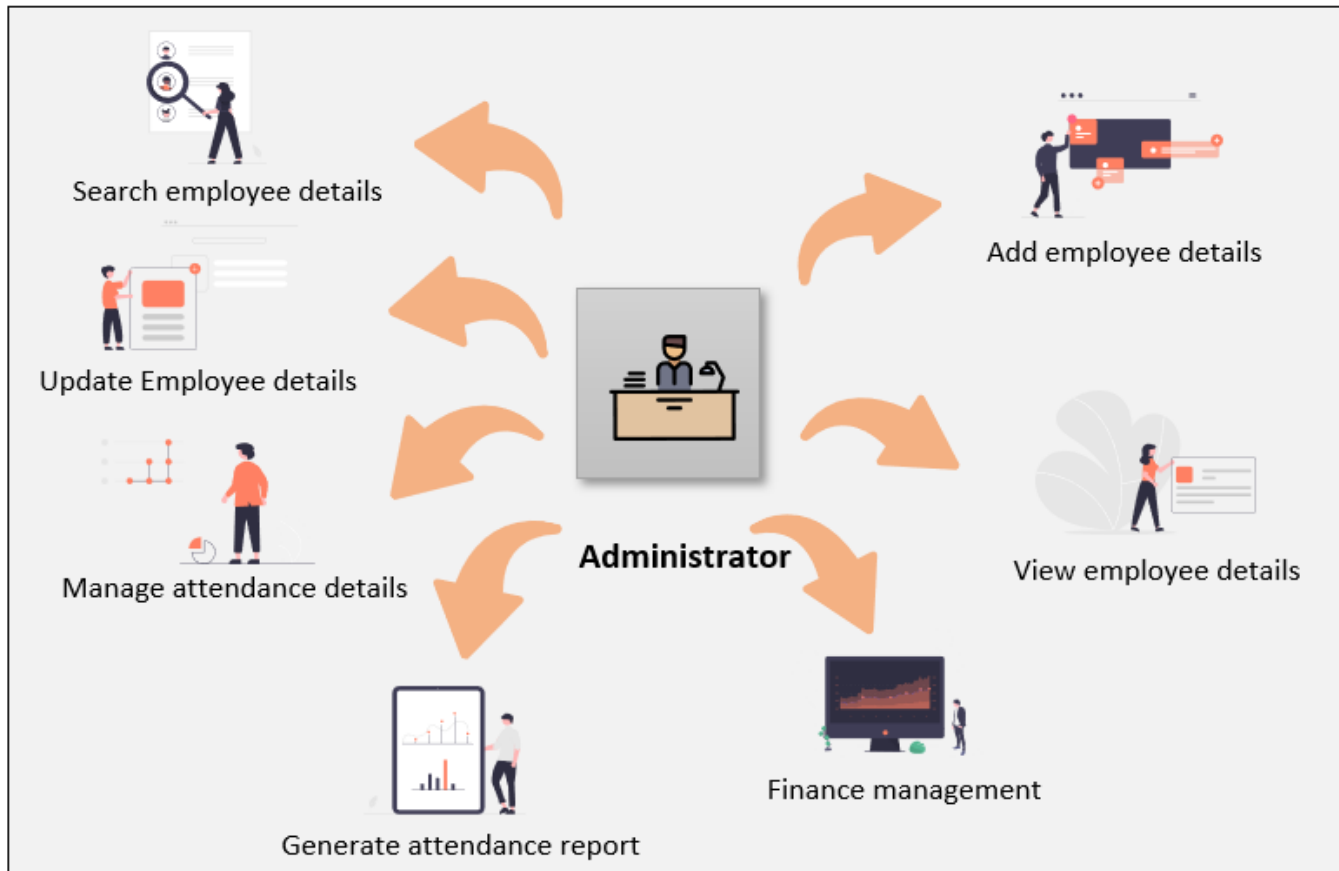 Search employee details
Add employee details
Update Employee details
Administrator
Manage attendance details
View employee details
Finance management
Generate attendance report